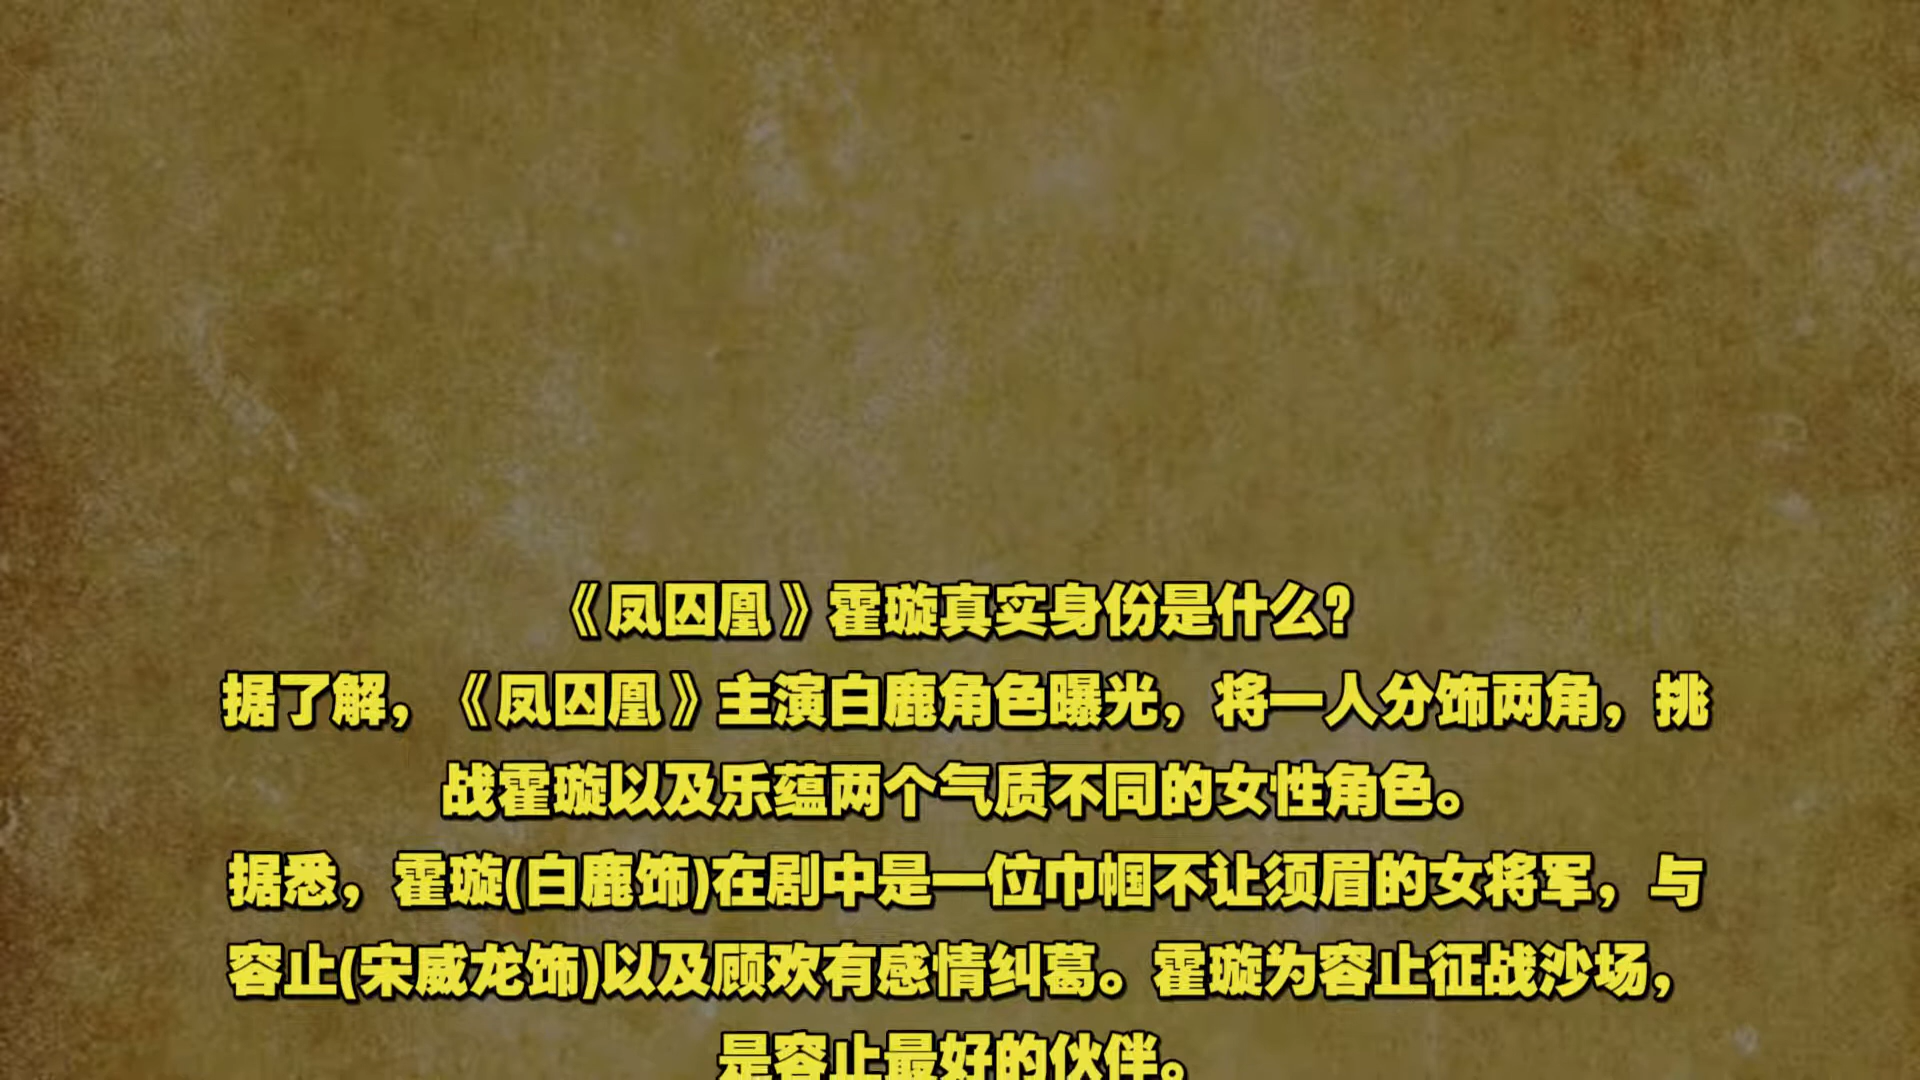 《凤囚凰》霍璇真实身份是什么？
据了解，《凤囚凰》主演白鹿角色曝光，将一人分饰两角，挑
战霍璇以及乐蕴两个气质不同的女性角色。
据悉，霍璇(白鹿饰)在剧中是一位巾帼不让须眉的女将军，与
容止(宋威龙饰)以及顾欢有感情纠葛。霍璇为容止征战沙场，
是容止最好的伙伴。